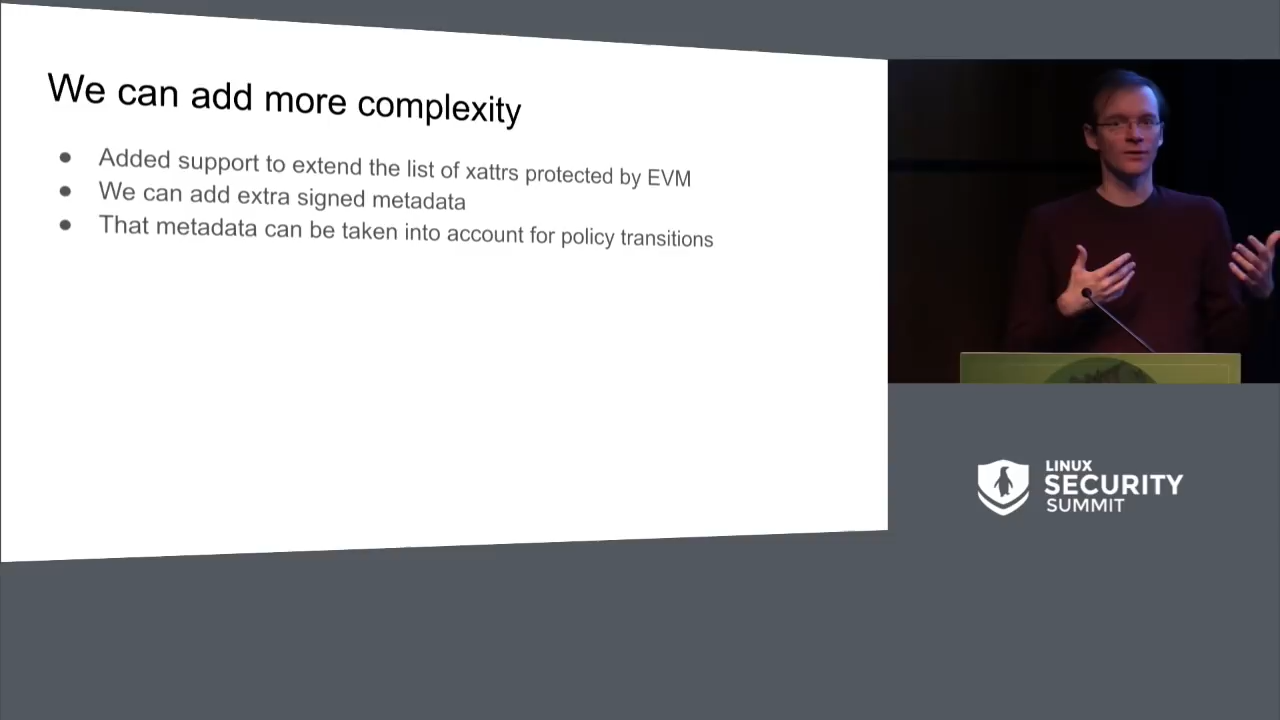 We can add more complexity
Added support to extend the list of xattrs protected by EVM
We can add extra signed metadata
That metadata can be taken into account for policy transitions
LINUX
SECURITY
SUMMIT